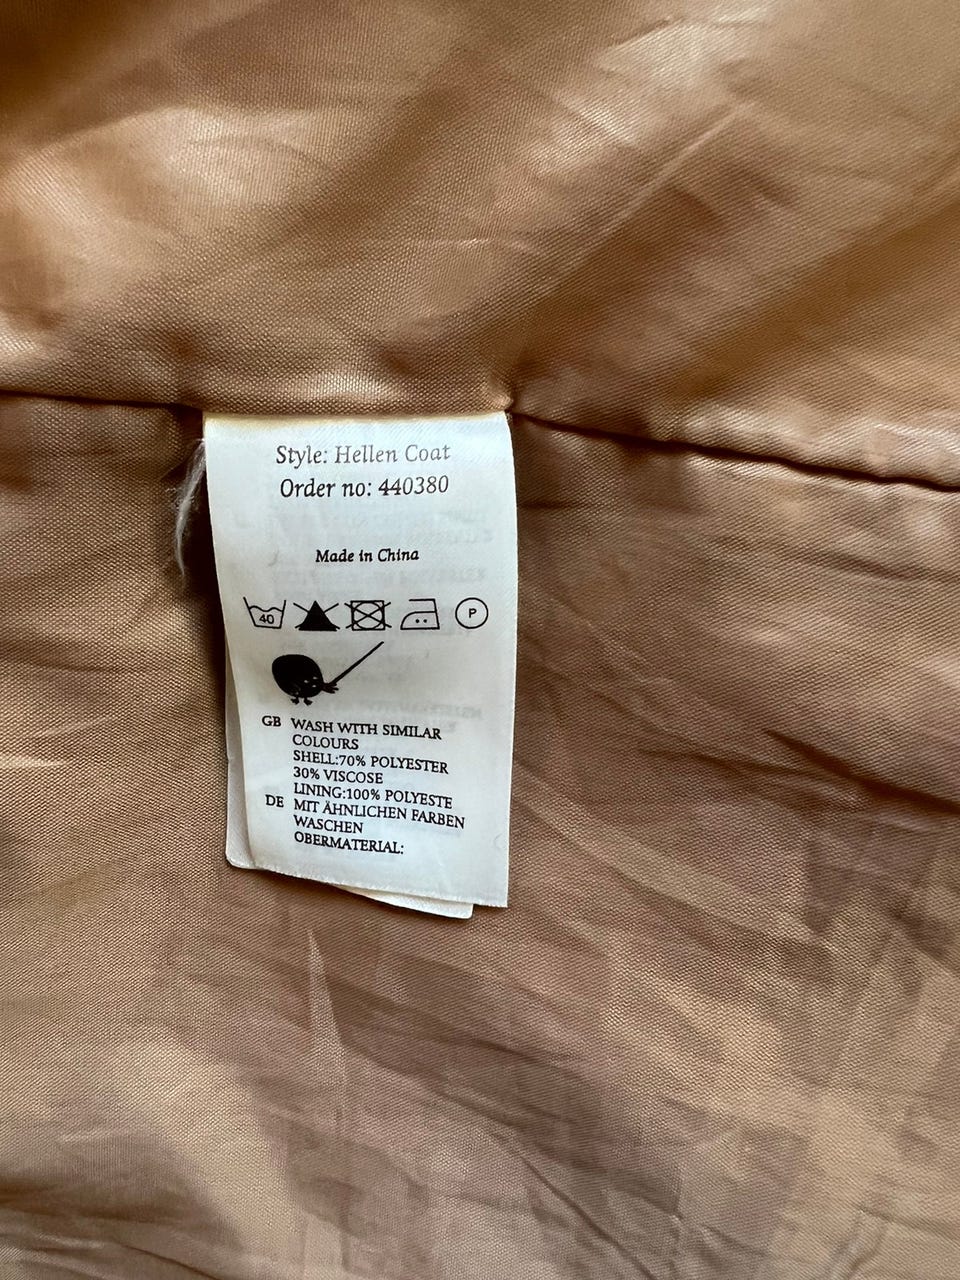 Style: Hellen Coat
Order no: 440380
Made in China
40
P
GB WASH WITH SIMILAR
COLOURS
SHELL:70% POLYESTER
30% VISCOSE
LINING:100% POLYESTE
DE MIT ÄHNLICHEN FARBEN
WASCHEN
OBERMATERIAL: